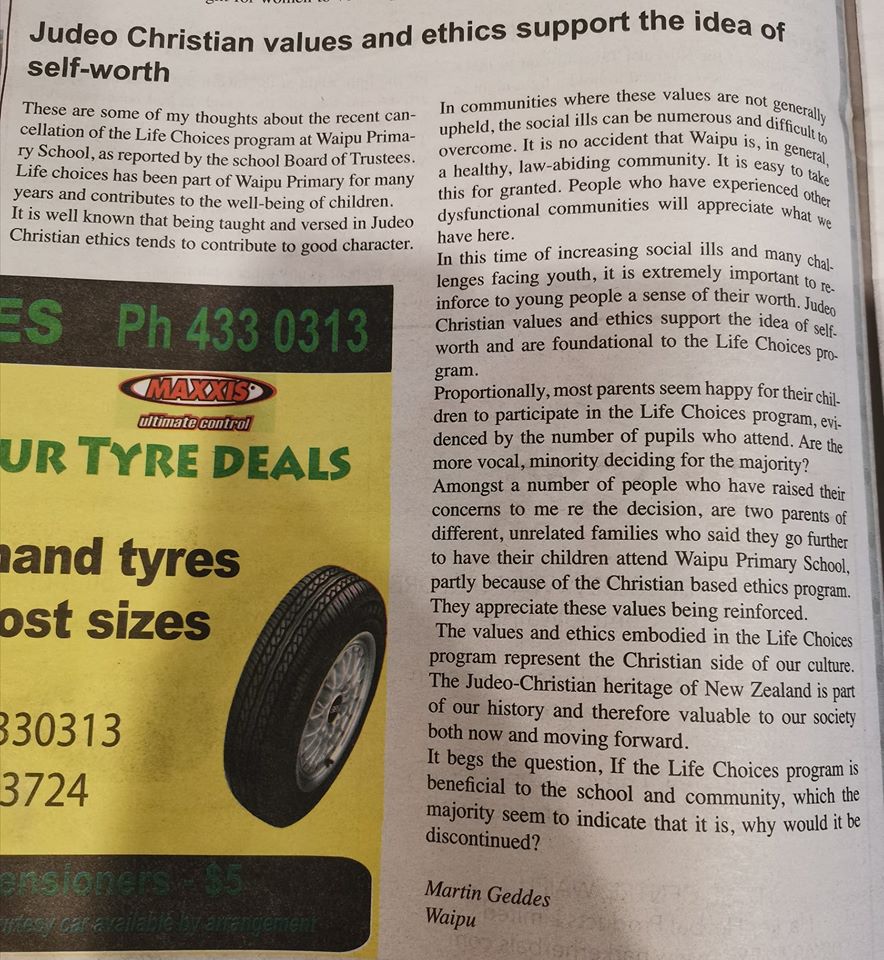 Judeo Christian values and ethics support the idea of
self-worth
These are some of my thoughts about the recent can-
cellation of the Life Choices program at Waipu Prima-
ry School, as reported by the school Board of Trustees.
Life choices has been part of Waipu Primary for many
years and contributes to the well-being of children.
It is well known that being taught and versed in Judeo
Christian ethics tends to contribute to good character.
In communities where these values are not generally
upheld, the social ills can be numerous and difficult to
overcome. It is no accident that Waipu is, in general,
a healthy, law-abiding community. It is easy to take
this for granted. People who have experienced other
dysfunctional communities will appreciate what we
have here.
In this time of increasing social ills and many chal-
lenges facing youth, it is extremely important to re-
inforce to young people a sense of their worth. Judeo
Christian values and ethics support the idea of self-
worth and are foundational to the Life Choices pro-
gram.
Proportionally, most parents seem happy for their chil-
dren to participate in the Life Choices program, evi-
denced by the number of pupils who attend. Are the
more vocal, minority deciding for the majority?
Amongst a number of people who have raised their
concerns to me re the decision, are two parents of
different, unrelated families who said they go further
to have their children attend Waipu Primary School,
partly because of the Christian based ethics program.
They appreciate these values being reinforced.
The values and ethics embodied in the Life Choices
program represent the Christian side of our culture.
The Judeo-Christian heritage of New Zealand is part
of our history and therefore valuable to our society
both now and moving forward.
It begs the question, If the Life Choices program is
beneficial to the school and community, which the
majority seem to indicate that it is, why would it be
discontinued?
Martin Geddes
Waipu
ES Ph 433 0313
MAXXIS
ultimate control
UR TYRE DEALS
hand tyres
ost sizes
330313
3724
ensioners - $5
rtesy car available by arrangement